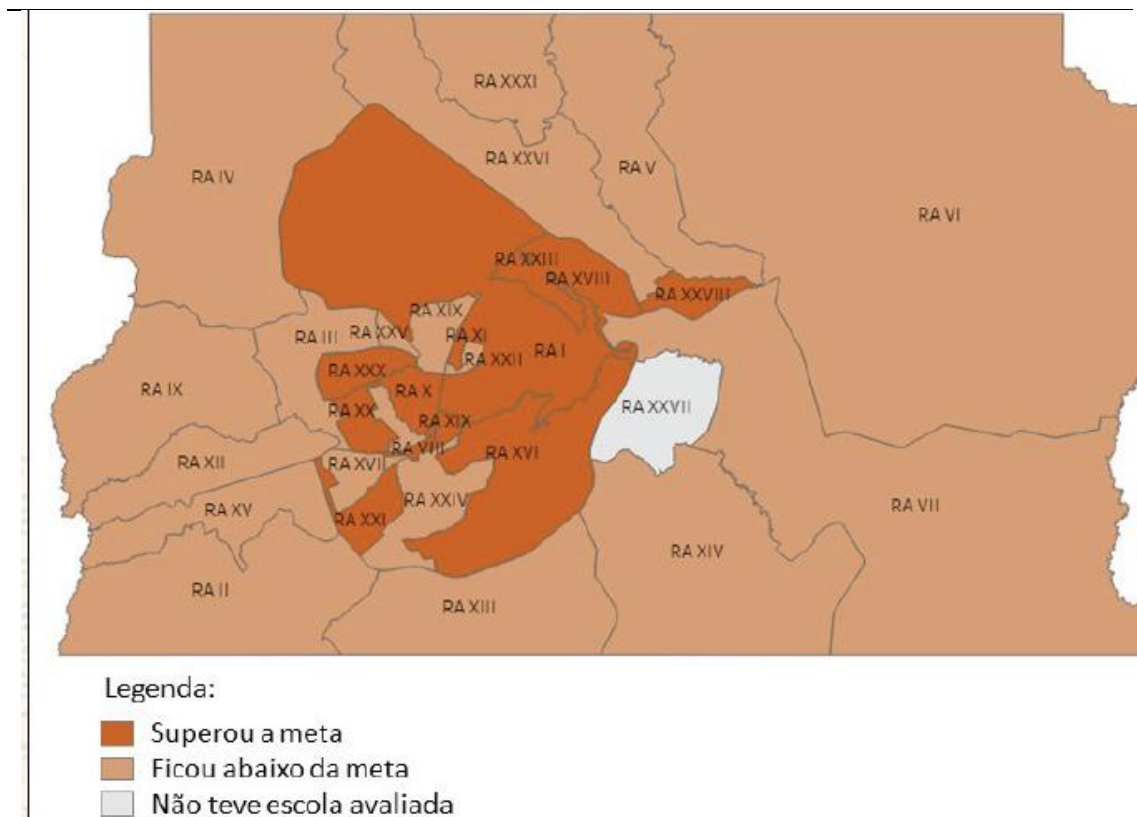 RA XXXI
RA XXVI
RA V
RA IV
RA VI
RA XXIII
RA XVIII
RA XXVIII
RA XIX
RA III
RA XXV
RA XI
RA XXII
RA I
RA XXX
RA IX
RA X
RA XX
RA XIX
RA XXVII
RA VIII
RA XVI
RA XII
RA XVII
RA XXIV
RA XV
RA XXI
RA VII
RA XIV
RA II
RA XIII
Legenda:
Superou a meta
Ficou abaixo da meta
Não teve escola avaliada